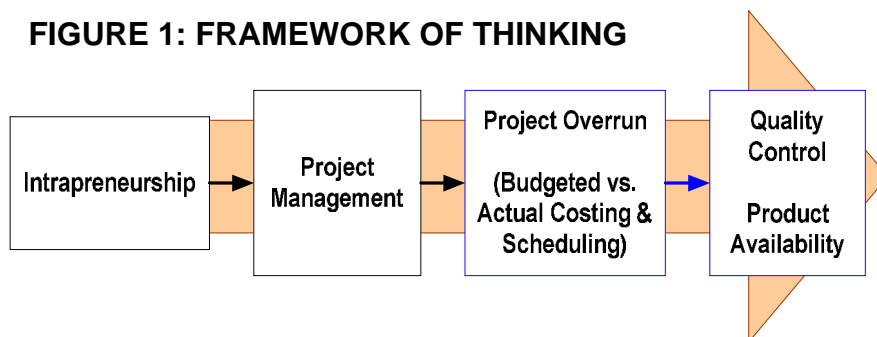 FIGURE 1: FRAMEWORK OF THINKING
Intrapreneurship
Project
Management
Project Overrun
(Budgeted vs.
Actual Costing &
Scheduling)
Quality
Control
Product
Availability